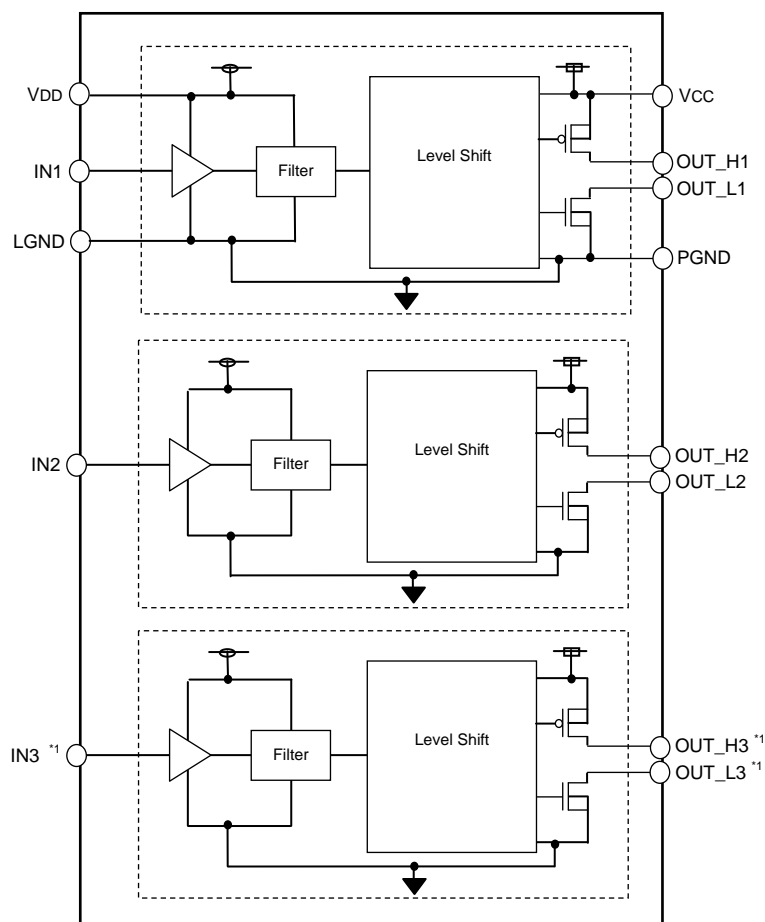 VDD
VCC
IN1
Filter
Level Shift
OUT_H1
OUT_L1
LGND
PGND
IN2
Filter
Level Shift
OUT_H2
OUT_L2
IN3 *1
Filter
Level Shift
OUT_H3 *1
OUT_L3 *1